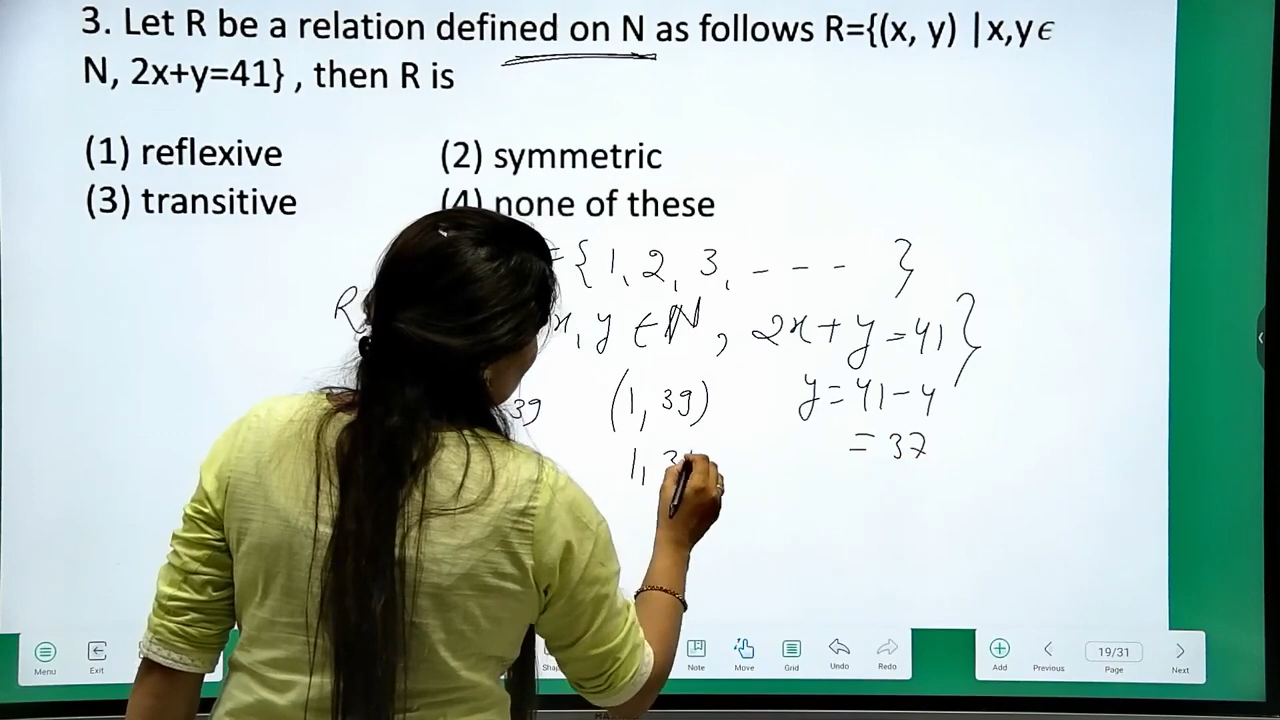 3. Let R be a relation defined on N as follows R={(x, y) |x,yϵ
N, 2x+y=41} , then R is
(1) reflexive (2) symmetric
(3) transitive (4) none of these
= { 1, 2, 3, - - - }
R x, y ∈ N, 2x + y = 41}
39 (1, 39) y = 41 - 4
1, = 37
Menu Exit Note Move Grid Undo Redo Add Previous 19/31 Page Next